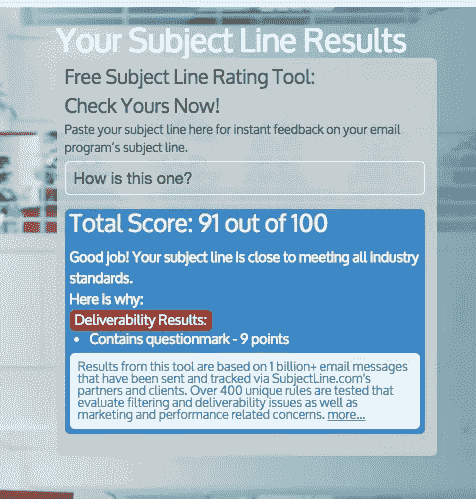 Your Subject Line Results
Free Subject Line Rating Tool:
Check Yours Now!
Paste your subject line here for instant feedback on your email
program's subject line.
How is this one?
Total Score: 91 out of 100
Good job! Your subject line is close to meeting all industry
standards.
Here is why:
Deliverability Results:
• Contains questionmark - 9 points
Results from this tool are based on 1 billion+ email messages
that have been sent and tracked via SubjectLine.com's
partners and clients. Over 400 unique rules are tested that
evaluate filtering and deliverability issues as well as
marketing and performance related concerns. more...